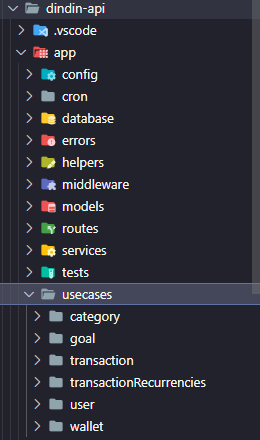 dindin-api
.vscode
app
config
cron
database
errors
helpers
middleware
models
routes
services
tests
usecases
category
goal
transaction
transactionRecurrencies
user
wallet